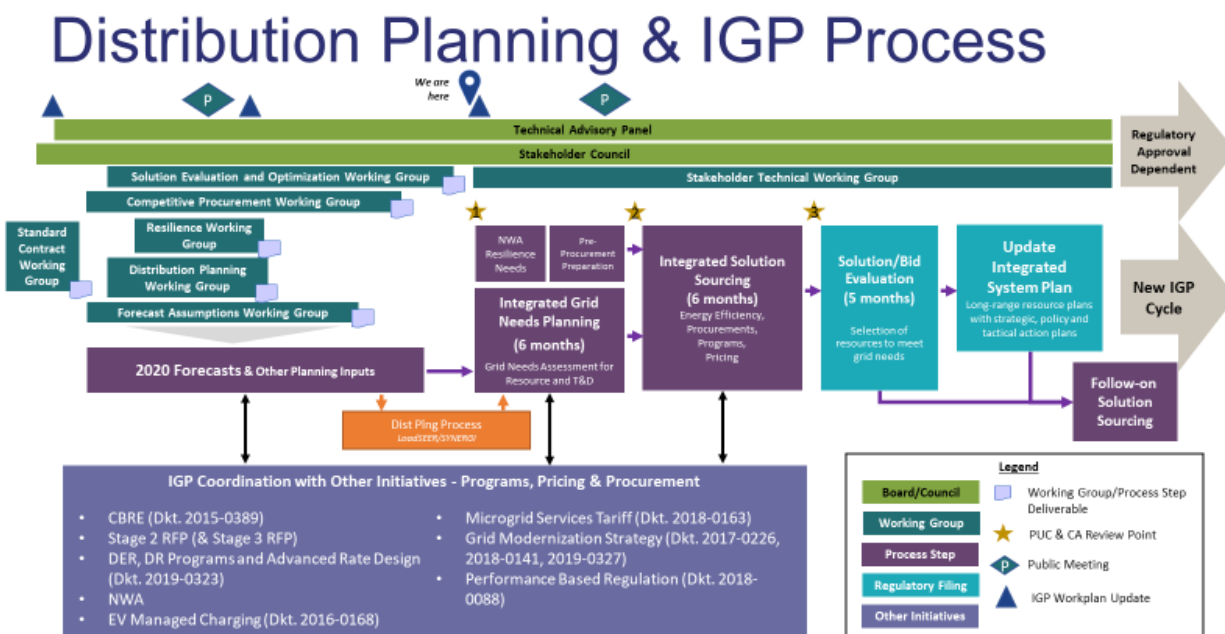 Distribution Planning & IGP Process
We are
here
P
P
Technical Advisory Panel
Stakeholder Council
Regulatory
Approval
Dependent
Solution Evaluation and Optimization Working Group
Stakeholder Technical Working Group
Competitive Procurement Working Group
1
2
3
Standard
Contract
Working
Group
Resilience Working
Group
Distribution Planning
Working Group
Forecast Assumptions Working Group
NWA
Resilience
Needs
Pre-
Procurement
Preparation
Integrated Grid
Needs Planning
(6 months)
Grid Needs Assessment for
Resource and T&D
Integrated Solution
Sourcing
(6 months)
Energy Efficiency,
Procurements,
Programs,
Pricing
Solution/Bid
Evaluation
(5 months)
Selection of
resources to meet
grid needs
Update
Integrated
System Plan
Long-range resource plans
with strategic, policy and
tactical action plans
New IGP
Cycle
2020 Forecasts & Other Planning Inputs
Follow-on
Solution
Sourcing
Dist Plng Process
LoadSEER/SYNERGI
IGP Coordination with Other Initiatives - Programs, Pricing & Procurement
• CBRE (Dkt. 2015-0389)
• Stage 2 RFP (& Stage 3 RFP)
• DER, DR Programs and Advanced Rate Design
(Dkt. 2019-0323)
• NWA
• EV Managed Charging (Dkt. 2016-0168)
• Microgrid Services Tariff (Dkt. 2018-0163)
• Grid Modernization Strategy (Dkt. 2017-0226,
2018-0141, 2019-0327)
• Performance Based Regulation (Dkt. 2018-
0088)
Legend
Board/Council
Working Group
Process Step
Regulatory Filing
Other Initiatives
Working Group/Process Step
Deliverable
PUC & CA Review Point
P
Public Meeting
IGP Workplan Update